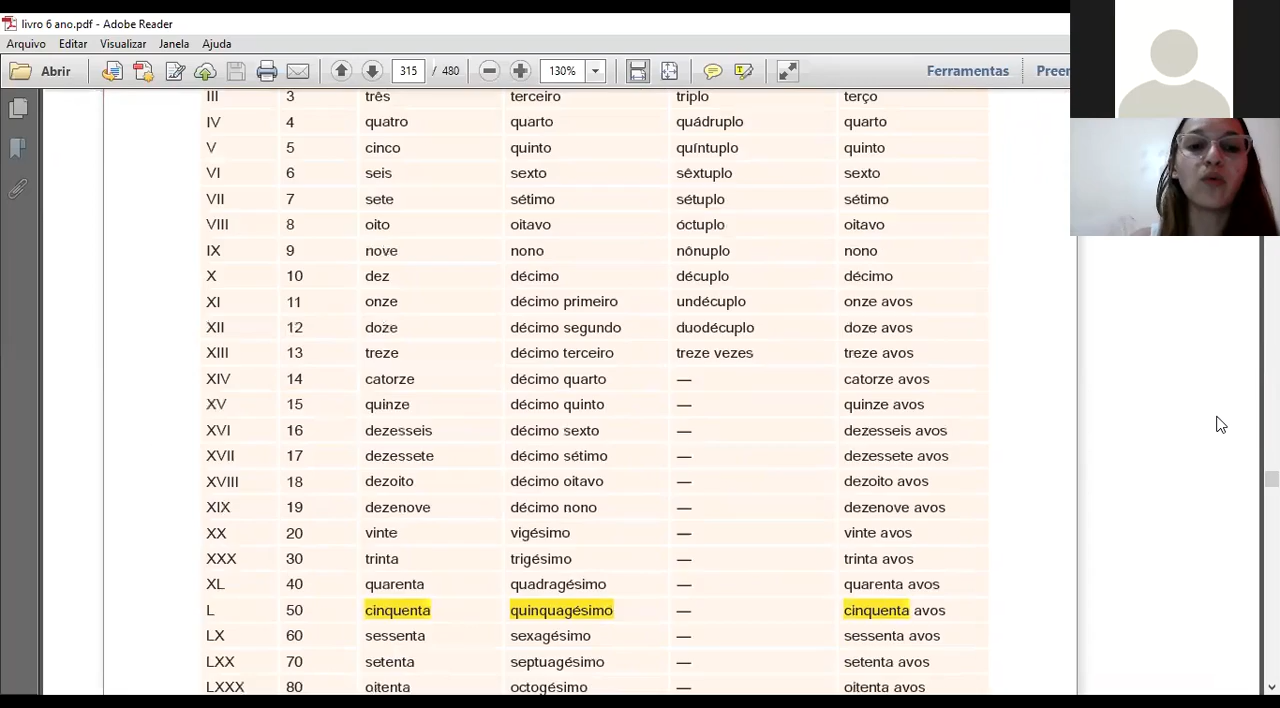 livro 6 ano.pdf - Adobe Reader
Arquivo Editar Visualizar Janela Ajuda
Abrir 315 / 480 130% Ferramentas Preen
III 3 três terceiro triplo terço
IV 4 quatro quarto quádruplo quarto
V 5 cinco quinto quíntuplo quinto
VI 6 seis sexto sêxtuplo sexto
VII 7 sete sétimo sétuplo sétimo
VIII 8 oito oitavo óctuplo oitavo
IX 9 nove nono nônuplo nono
X 10 dez décimo décuplo décimo
XI 11 onze décimo primeiro undécuplo onze avos
XII 12 doze décimo segundo duodécuplo doze avos
XIII 13 treze décimo terceiro treze vezes treze avos
XIV 14 catorze décimo quarto — catorze avos
XV 15 quinze décimo quinto — quinze avos
XVI 16 dezesseis décimo sexto — dezesseis avos
XVII 17 dezessete décimo sétimo — dezessete avos
XVIII 18 dezoito décimo oitavo — dezoito avos
XIX 19 dezenove décimo nono — dezenove avos
XX 20 vinte vigésimo — vinte avos
XXX 30 trinta trigésimo — trinta avos
XL 40 quarenta quadragésimo — quarenta avos
L 50 cinquenta quinquagésimo — cinquenta avos
LX 60 sessenta sexagésimo — sessenta avos
LXX 70 setenta septuagésimo — setenta avos
LXXX 80 oitenta octogésimo — oitenta avos